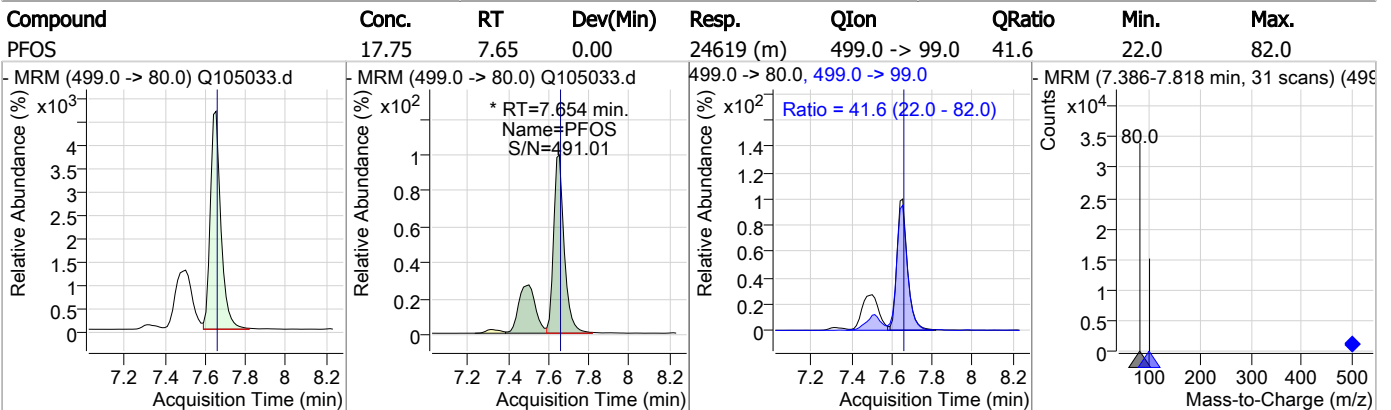 Compound Conc. RT Dev(Min) Resp. QIon QRatio Min. Max.
PFOS 17.75 7.65 0.00 24619 (m) 499.0 -> 99.0 41.6 22.0 82.0
- MRM (499.0 -> 80.0) Q105033.d
x10³
Relative Abundance (%)
4
3.5
3
2.5
2
1.5
1
0.5
0
7.2 7.4 7.6 7.8 8 8.2
Acquisition Time (min)
- MRM (499.0 -> 80.0) Q105033.d
x10²
* RT=7.654 min.
Name=PFOS
S/N=491.01
Relative Abundance (%)
1
0.8
0.6
0.4
0.2
0
7.2 7.4 7.6 7.8 8 8.2
Acquisition Time (min)
499.0 -> 80.0, 499.0 -> 99.0
x10²
Ratio = 41.6 (22.0 - 82.0)
Relative Abundance (%)
1.4
1.2
1
0.8
0.6
0.4
0.2
0
7.2 7.4 7.6 7.8 8 8.2
Acquisition Time (min)
- MRM (7.386-7.818 min, 31 scans) (499
x10⁴
Counts
80.0
3.5
3
2.5
2
1.5
1
0.5
0
100 200 300 400 500
Mass-to-Charge (m/z)